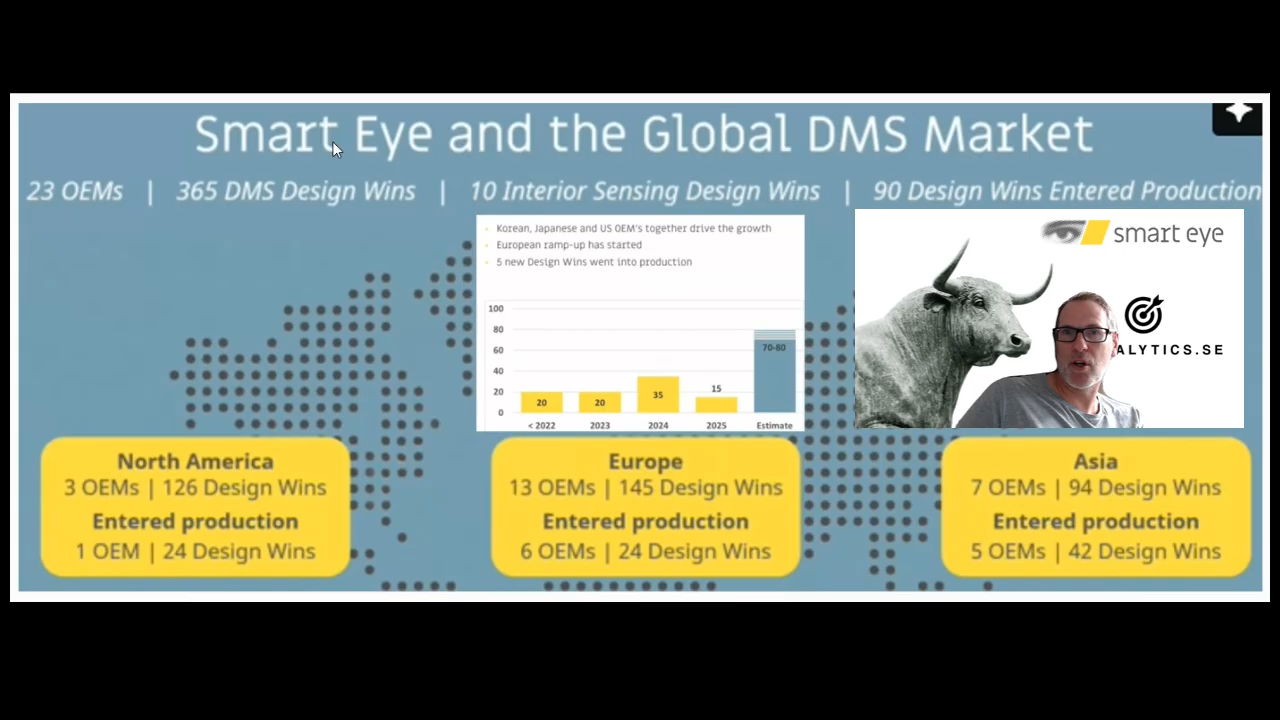 Smart Eye and the Global DMS Market
23 OEMs | 365 DMS Design Wins | 10 Interior Sensing Design Wins | 90 Design Wins Entered Production
• Korean, Japanese and US OEM's together drive the growth
• European ramp-up has started
• 5 new Design Wins went into production
100
80
60
40
20
0
20
20
35
15
70-80
< 2022
2023
2024
2025
Estimate
smart eye
ALYTICS.SE
North America
3 OEMs | 126 Design Wins
Entered production
1 OEM | 24 Design Wins
Europe
13 OEMs | 145 Design Wins
Entered production
6 OEMs | 24 Design Wins
Asia
7 OEMs | 94 Design Wins
Entered production
5 OEMs | 42 Design Wins